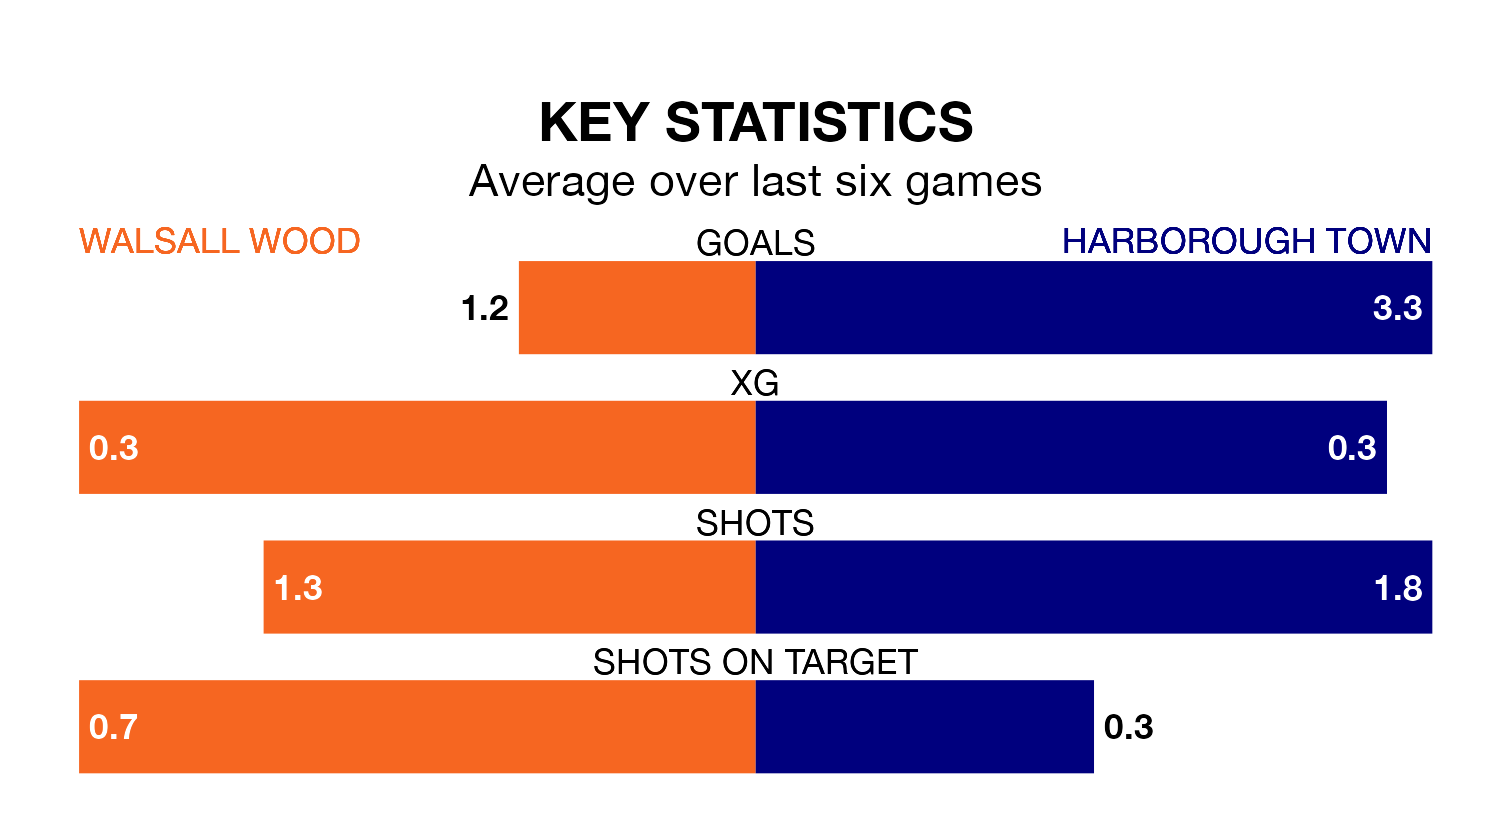 KEY STATISTICS
Average over last six games
WALSALL WOOD
GOALS
HARBOROUGH TOWN
1.2
3.3
XG
0.3
0.3
SHOTS
1.3
1.8
SHOTS ON TARGET
0.7
0.3